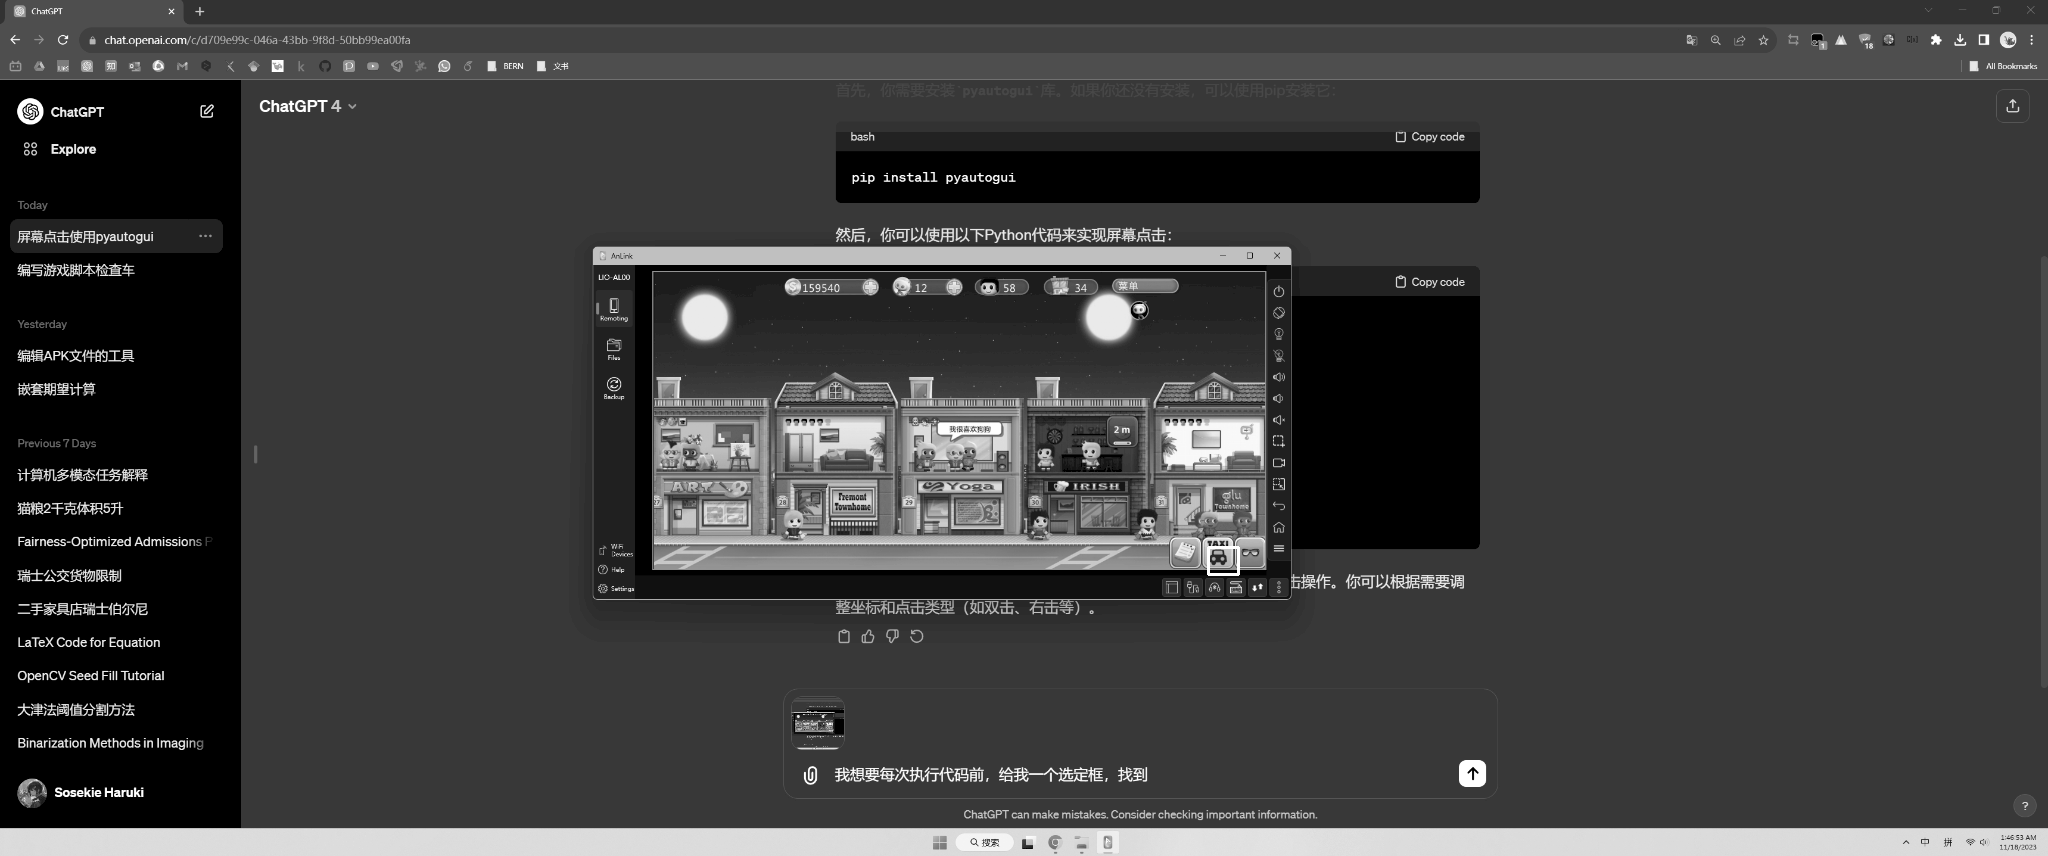 ChatGPT
chat.openai.com/c/d709e99c-046a-43bb-9f8d-50bb99ea00fa
18
BERN
文书
All Bookmarks
ChatGPT
Explore
Today
屏幕点击使用pyautogui
编写游戏脚本检查车
Yesterday
编辑APK文件的工具
嵌套期望计算
Previous 7 Days
计算机多模态任务解释
猫粮2千克体积5升
Fairness-Optimized Admissions P
瑞士公交货物限制
二手家具店瑞士伯尔尼
LaTeX Code for Equation
OpenCV Seed Fill Tutorial
大津法阈值分割方法
Binarization Methods in Imaging
Sosekie Haruki
ChatGPT 4
首先，你需要安装`pyautogui`库。如果你还没有安装，可以使用pip安装它：
bash
Copy code
pip install pyautogui
然后，你可以使用以下Python代码来实现屏幕点击：
Copy code
AnLink
LIO-AL00
Remoting
Files
Backup
WiFi Devices
Help
Settings
159540
12
58
34
菜单
我很喜欢狗狗
2 m
ART
Fremont
Townhome
Yoga
IRISH
glu
Townhome
27
28
29
30
31
TAXI
击操作。你可以根据需要调
整坐标和点击类型（如双击、右击等）。
我想要每次执行代码前，给我一个选定框，找到
ChatGPT can make mistakes. Consider checking important information.
?
搜索
中
拼
1:46:53 AM
11/18/2023